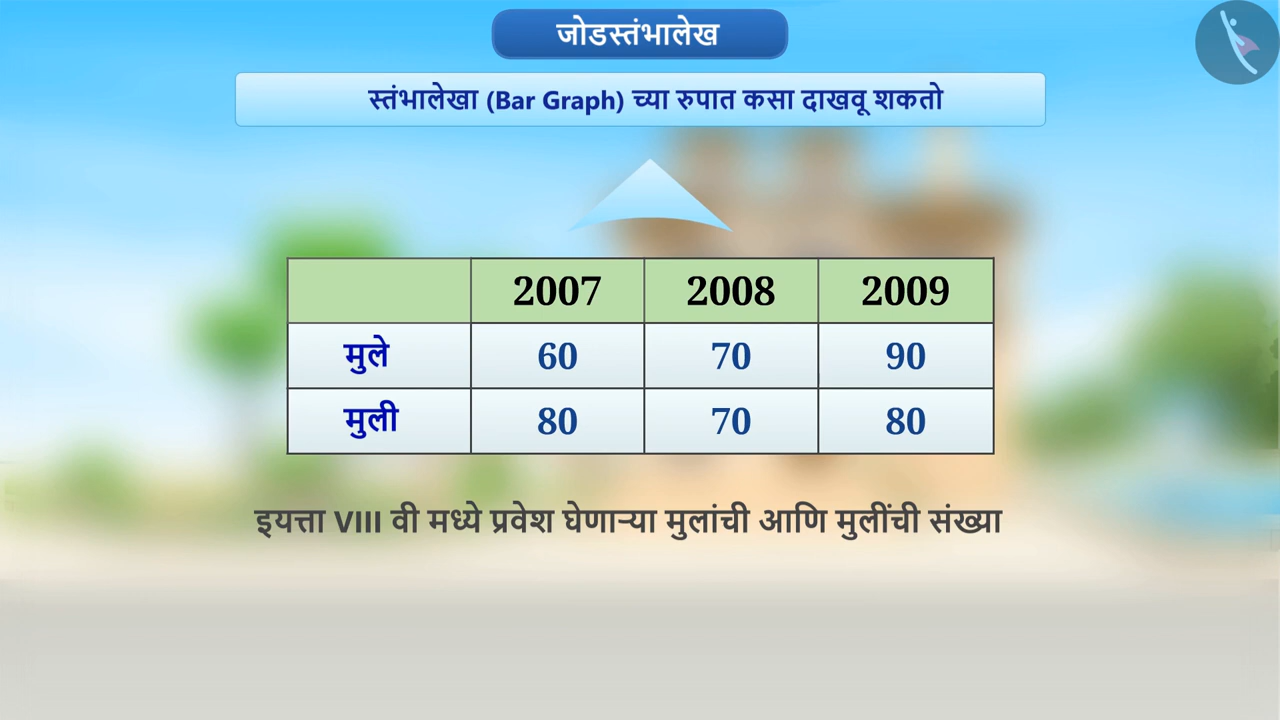 जोडस्तंभालेख
स्तंभालेखा (Bar Graph) च्या रुपात कसा दाखवू शकतो
2007 2008 2009
मुले 60 70 90
मुली 80 70 80
इयत्ता VIII वी मध्ये प्रवेश घेणाऱ्या मुलांची आणि मुलींची संख्या